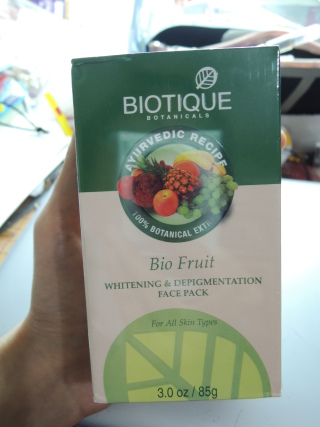 BIOTIQUE
BOTANICALS
AYURVEDIC RECIPE
100% BOTANICAL
Bio Fruit
WHITENING & DEPIGMENTATION
FACE PACK
For All Skin Types
3.0 oz / 85g